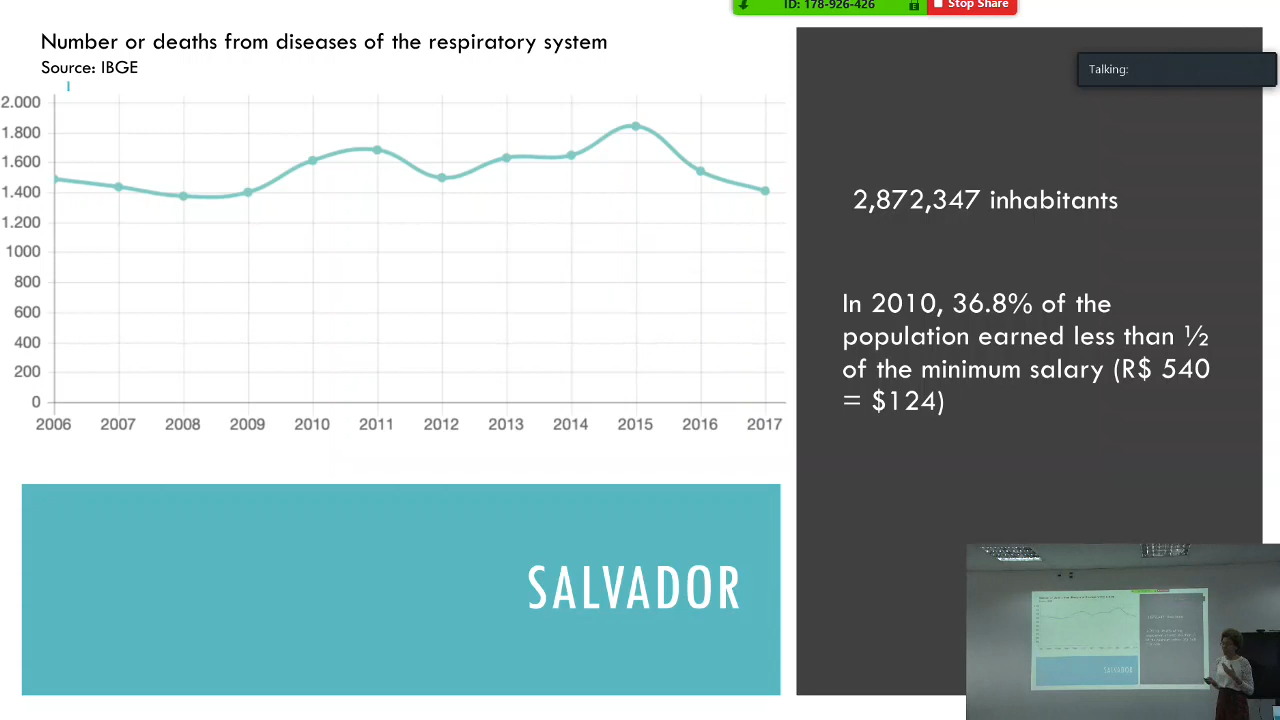 ID: 178-926-426
Stop Share
Number or deaths from diseases of the respiratory system
Source: IBGE
Talking:
2.000
1.800
1.600
1.400
1.200
1000
800
600
400
200
0
2006 2007 2008 2009 2010 2011 2012 2013 2014 2015 2016 2017
2,872,347 inhabitants
In 2010, 36.8% of the
population earned less than ½
of the minimum salary (R$ 540
= $124)
SALVADOR
SALVADOR